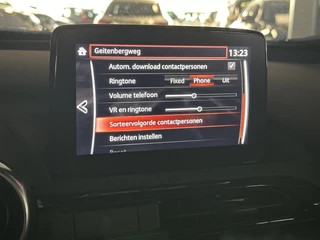 Geitenbergweg
13:23
Autom. download contactpersonen
Ringtone Fixed Phone Uit
Volume telefoon
VR en ringtone
Sorteervolgorde contactpersonen
Berichten instellen
Reset